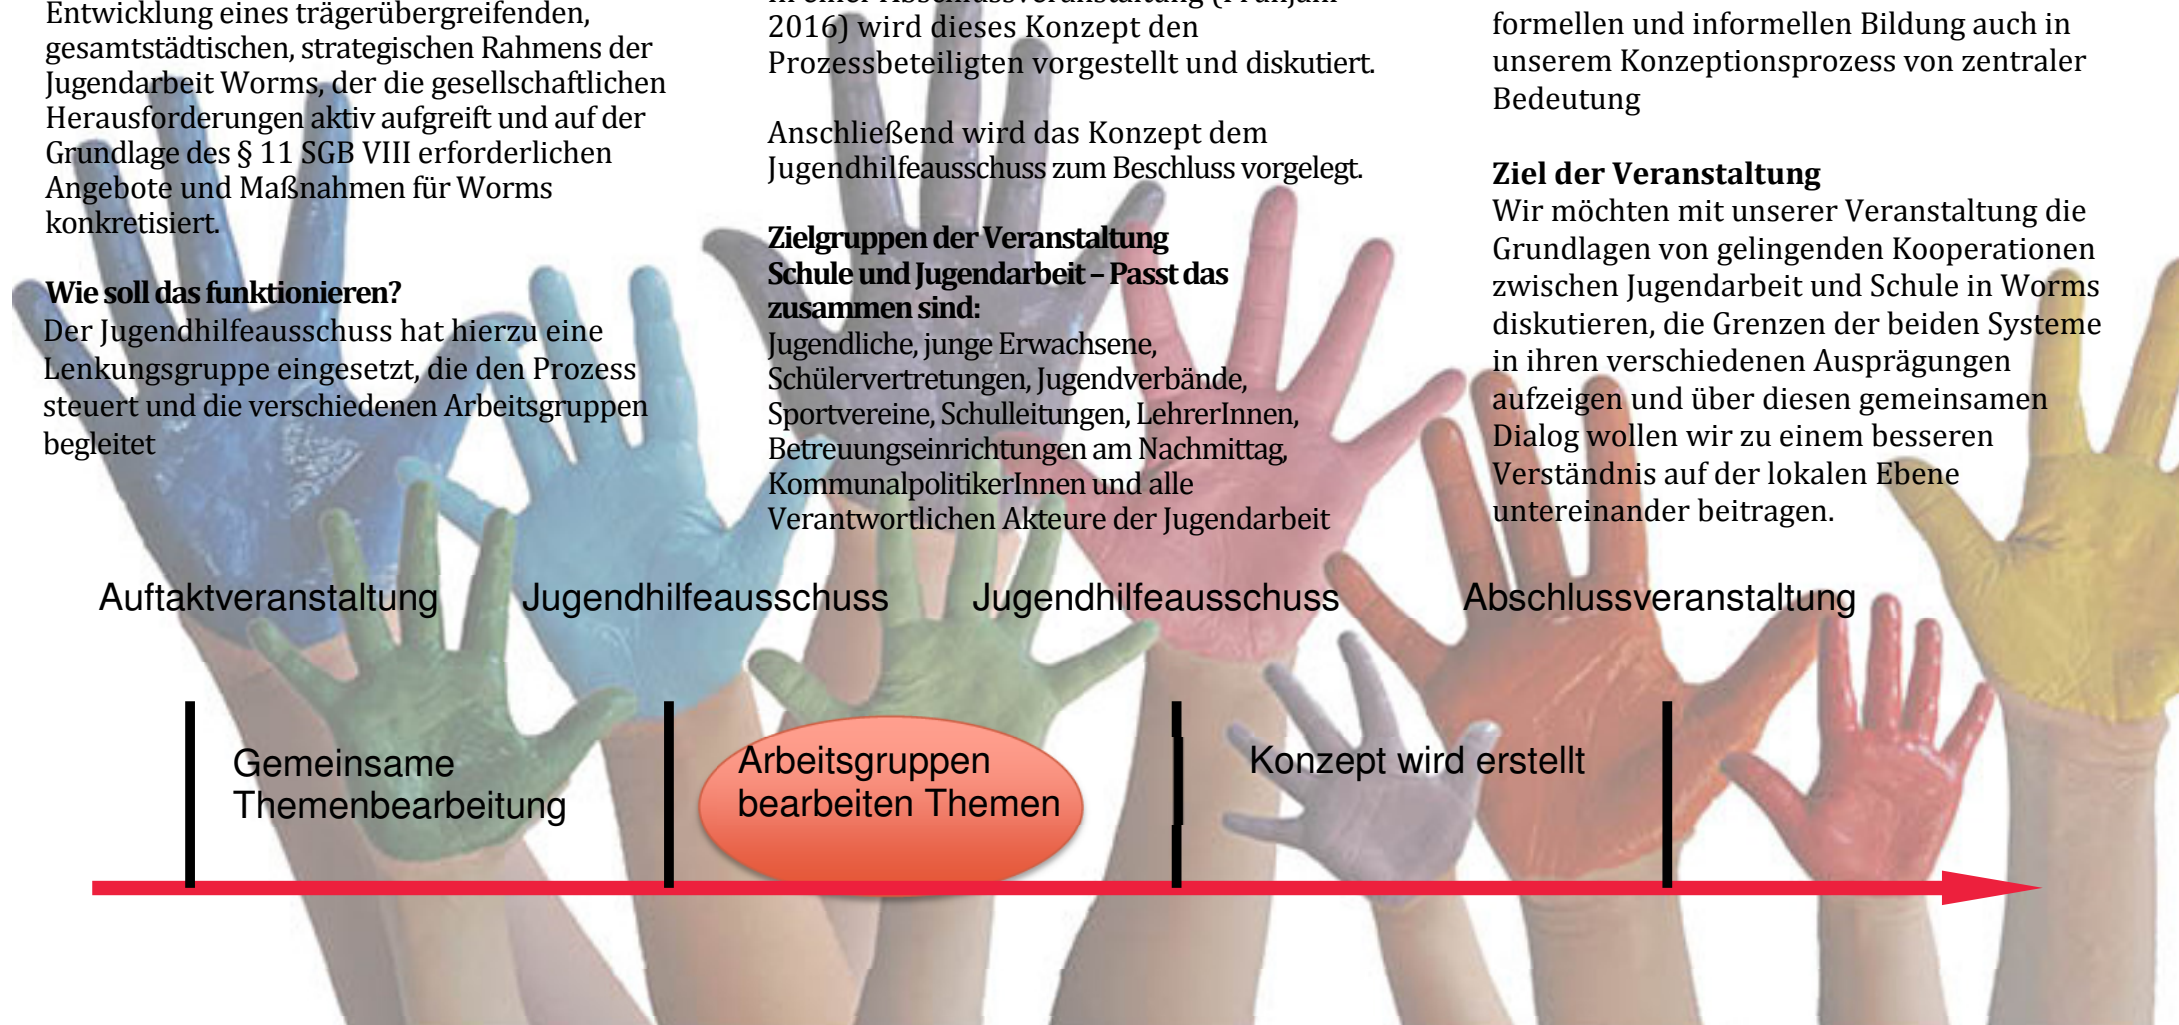 Entwicklung eines trägerübergreifenden,
gesamtstädtischen, strategischen Rahmens der
Jugendarbeit Worms, der die gesellschaftlichen
Herausforderungen aktiv aufgreift und auf der
Grundlage des § 11 SGB VIII erforderlichen
Angebote und Maßnahmen für Worms
konkretisiert.
Wie soll das funktionieren?
Der Jugendhilfeausschuss hat hierzu eine
Lenkungsgruppe eingesetzt, die den Prozess
steuert und die verschiedenen Arbeitsgruppen
begleitet
in einer Abschlussveranstaltung (Frühjahr
2016) wird dieses Konzept den
Prozessbeteiligten vorgestellt und diskutiert.
Anschließend wird das Konzept dem
Jugendhilfeausschuss zum Beschluss vorgelegt.
Zielgruppen der Veranstaltung
Schule und Jugendarbeit – Passt das
zusammen sind:
Jugendliche, junge Erwachsene,
Schülervertretungen, Jugendverbände,
Sportvereine, Schulleitungen, LehrerInnen,
Betreuungseinrichtungen am Nachmittag,
KommunalpolitikerInnen und alle
Verantwortlichen Akteure der Jugendarbeit
formellen und informellen Bildung auch in
unserem Konzeptionsprozess von zentraler
Bedeutung
Ziel der Veranstaltung
Wir möchten mit unserer Veranstaltung die
Grundlagen von gelingenden Kooperationen
zwischen Jugendarbeit und Schule in Worms
diskutieren, die Grenzen der beiden Systeme
in ihren verschiedenen Ausprägungen
aufzeigen und über diesen gemeinsamen
Dialog wollen wir zu einem besseren
Verständnis auf der lokalen Ebene
untereinander beitragen.
Auftaktveranstaltung
Jugendhilfeausschuss
Jugendhilfeausschuss
Abschlussveranstaltung
Gemeinsame
Themenbearbeitung
Arbeitsgruppen
bearbeiten Themen
Konzept wird erstellt